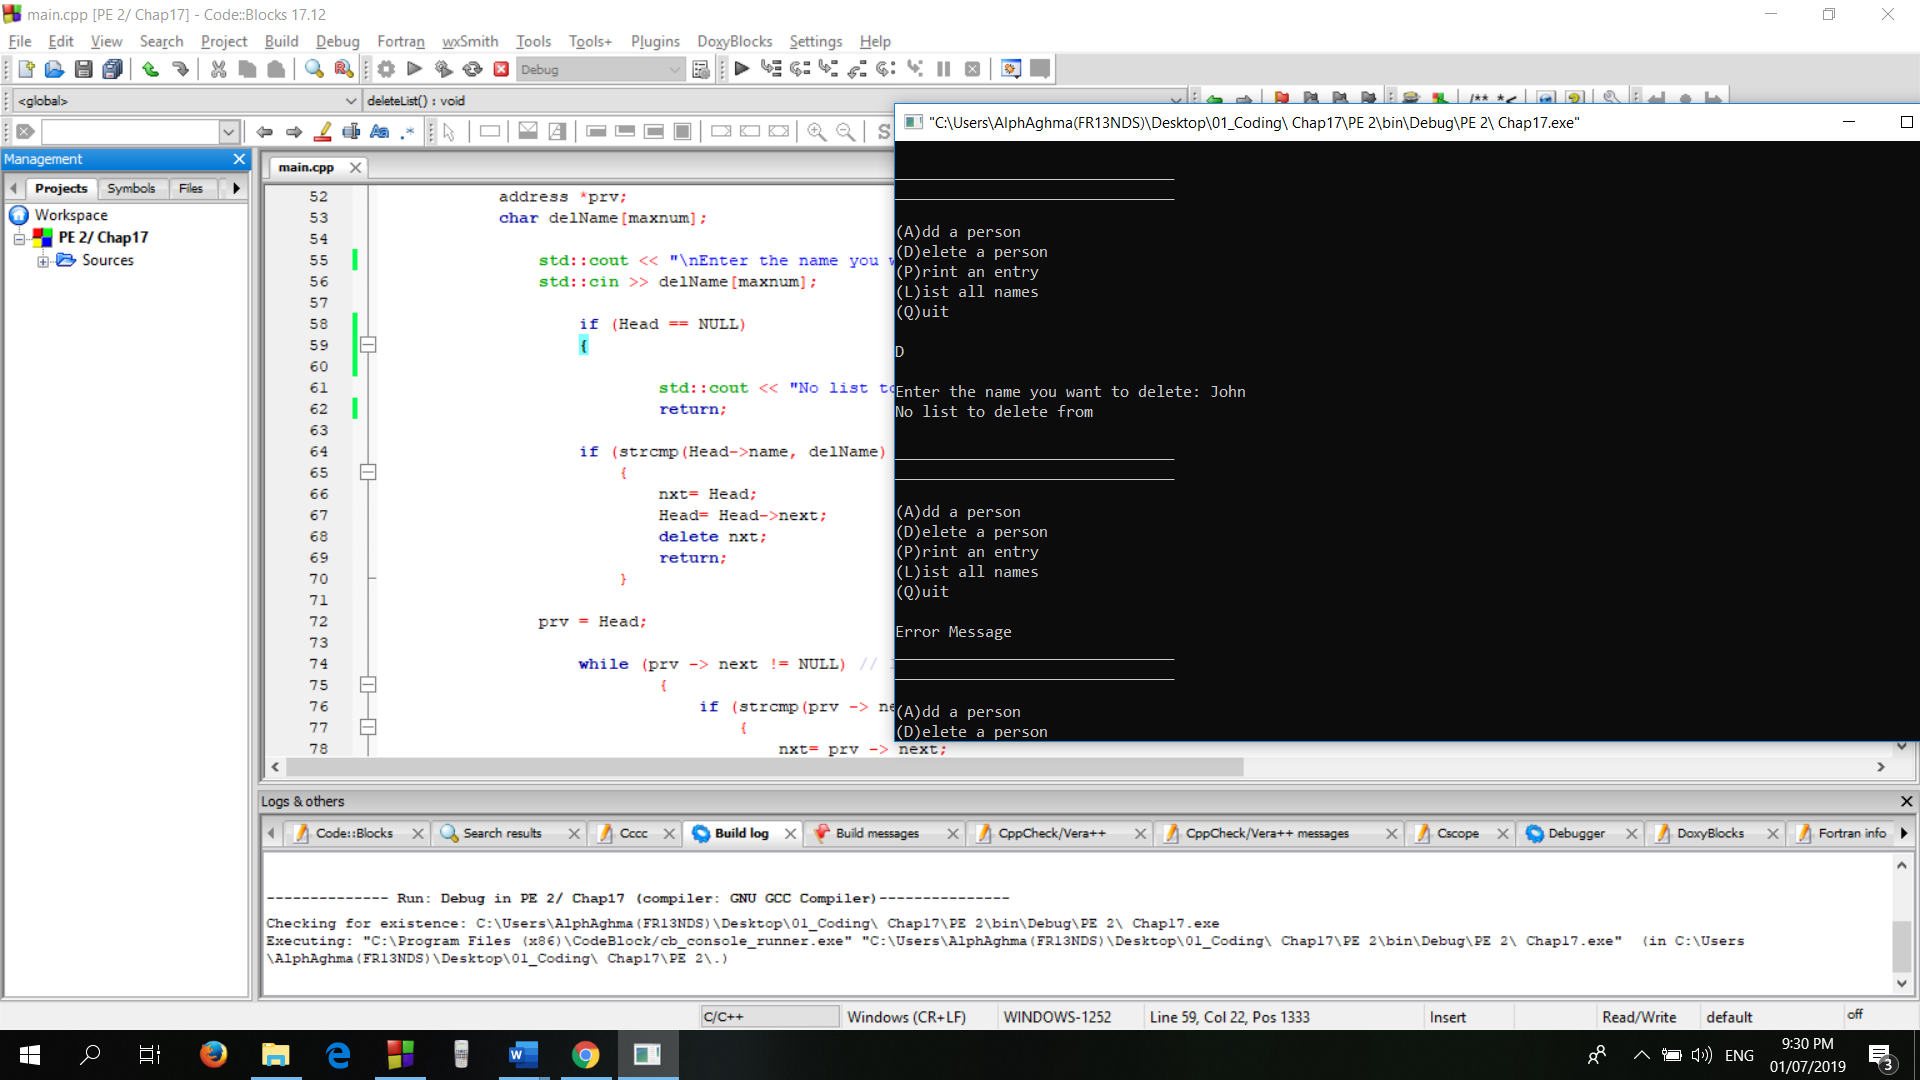 main.cpp [PE 2/ Chap17] - Code::Blocks 17.12
File Edit View Search Project Build Debug Fortran wxSmith Tools Tools+ Plugins DoxyBlocks Settings Help
Debug
<global> deleteList() : void
/** *<
S
Management
Projects Symbols Files
Workspace
PE 2/ Chap17
Sources
main.cpp
52 address *prv;
53 char delName[maxnum];
54
55 std::cout << "\nEnter the name you w
56 std::cin >> delName[maxnum];
57
58 if (Head == NULL)
59 {
60
61 std::cout << "No list to
62 return;
63
64 if (strcmp(Head->name, delName)
65 {
66 nxt= Head;
67 Head= Head->next;
68 delete nxt;
69 return;
70 }
71
72 prv = Head;
73
74 while (prv -> next != NULL) //
75 {
76 if (strcmp(prv -> ne
77 {
78 nxt= prv -> next;
"C:\Users\AlphAghma(FR13NDS)\Desktop\01_Coding\ Chap17\PE 2\bin\Debug\PE 2\ Chap17.exe"
(A)dd a person
(D)elete a person
(P)rint an entry
(L)ist all names
(Q)uit
D
Enter the name you want to delete: John
No list to delete from
(A)dd a person
(D)elete a person
(P)rint an entry
(L)ist all names
(Q)uit
Error Message
(A)dd a person
(D)elete a person
Logs & others
Code::Blocks Search results Cccc Build log Build messages CppCheck/Vera++ CppCheck/Vera++ messages Cscope Debugger DoxyBlocks Fortran info
-------------- Run: Debug in PE 2/ Chap17 (compiler: GNU GCC Compiler)---------------
Checking for existence: C:\Users\AlphAghma(FR13NDS)\Desktop\01_Coding\ Chap17\PE 2\bin\Debug\PE 2\ Chap17.exe
Executing: "C:\Program Files (x86)\CodeBlock/cb_console_runner.exe" "C:\Users\AlphAghma(FR13NDS)\Desktop\01_Coding\ Chap17\PE 2\bin\Debug\PE 2\ Chap17.exe"  (in C:\Users
\AlphAghma(FR13NDS)\Desktop\01_Coding\ Chap17\PE 2\.)
C/C++ Windows (CR+LF) WINDOWS-1252 Line 59, Col 22, Pos 1333 Insert Read/Write default off
ENG
9:30 PM
01/07/2019
3